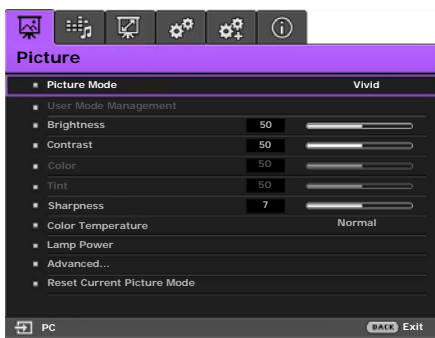 Picture
Picture Mode Vivid
User Mode Management
Brightness 50
Contrast 50
Color 50
Tint 50
Sharpness 7
Color Temperature Normal
Lamp Power
Advanced...
Reset Current Picture Mode
PC BACK Exit